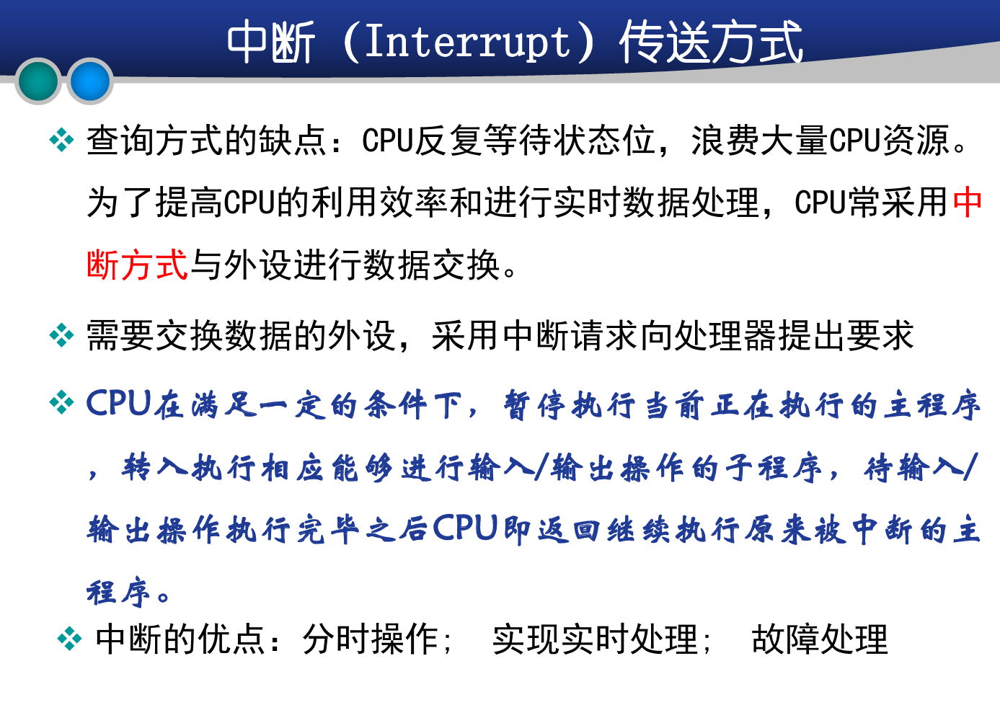 中断（Interrupt）传送方式
查询方式的缺点：CPU反复等待状态位，浪费大量CPU资源。
为了提高CPU的利用效率和进行实时数据处理，CPU常采用中
断方式与外设进行数据交换。
需要交换数据的外设，采用中断请求向处理器提出要求
CPU在满足一定的条件下，暂停执行当前正在执行的主程序
，转入执行相应能够进行输入/输出操作的子程序，待输入/
输出操作执行完毕之后CPU即返回继续执行原来被中断的主
程序。
中断的优点：分时操作； 实现实时处理； 故障处理